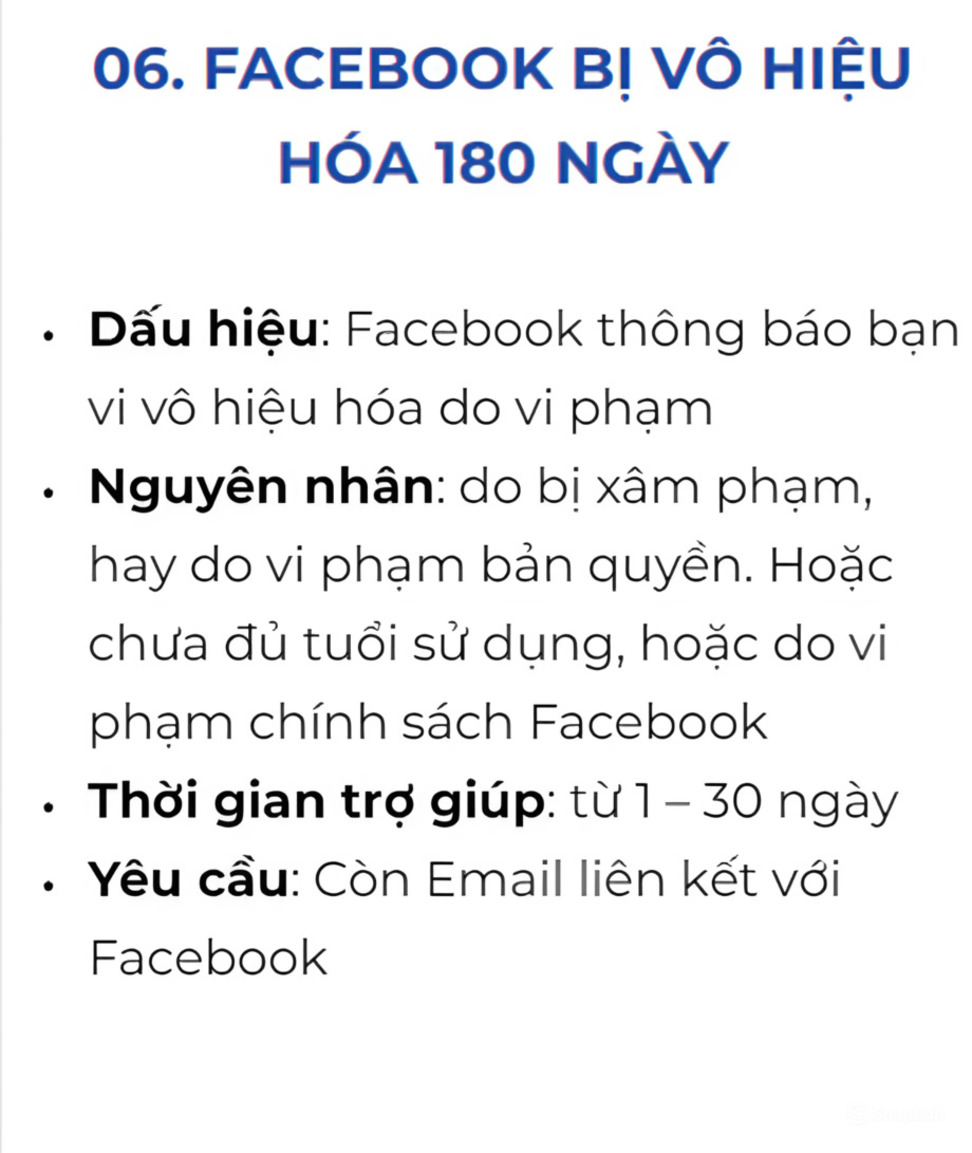 06. FACEBOOK BỊ VÔ HIỆU
HÓA 180 NGÀY
• Dấu hiệu: Facebook thông báo bạn
vi vô hiệu hóa do vi phạm
• Nguyên nhân: do bị xâm phạm,
hay do vi phạm bản quyền. Hoặc
chưa đủ tuổi sử dụng, hoặc do vi
phạm chính sách Facebook
• Thời gian trợ giúp: từ 1 – 30 ngày
• Yêu cầu: Còn Email liên kết với
Facebook